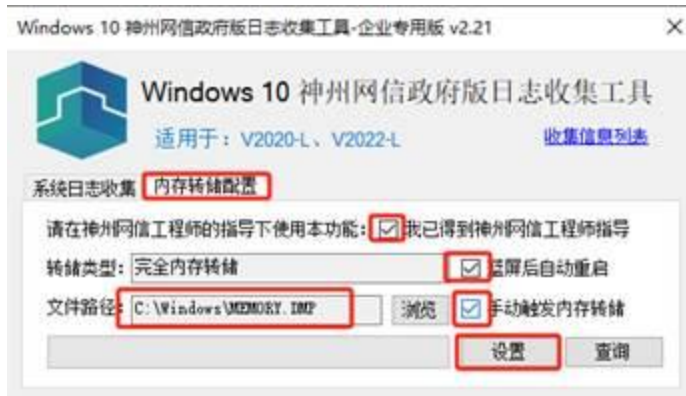 Windows 10 神州网信政府版日志收集工具-企业专用版 v2.21
Windows 10 神州网信政府版日志收集工具
适用于：V2020-L、V2022-L 收集信息列表
系统日志收集 内存转储配置
请在神州网信工程师的指导下使用本功能：我已得到神州网信工程师指导
转储类型：完全内存转储 蓝屏后自动重启
文件路径：C:\Windows\MEMORY.DMP 浏览 手动触发内存转储
设置 查询